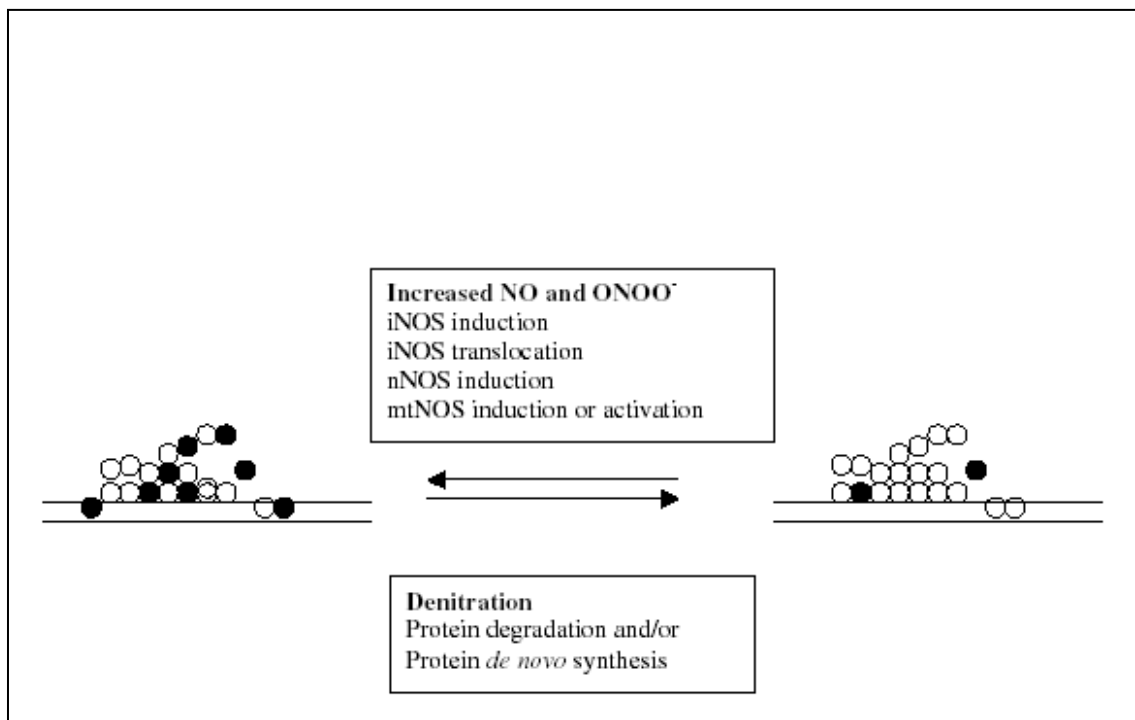 Increased NO and ONOO⁻
iNOS induction
iNOS translocation
nNOS induction
mtNOS induction or activation
Denitration
Protein degradation and/or
Protein de novo synthesis